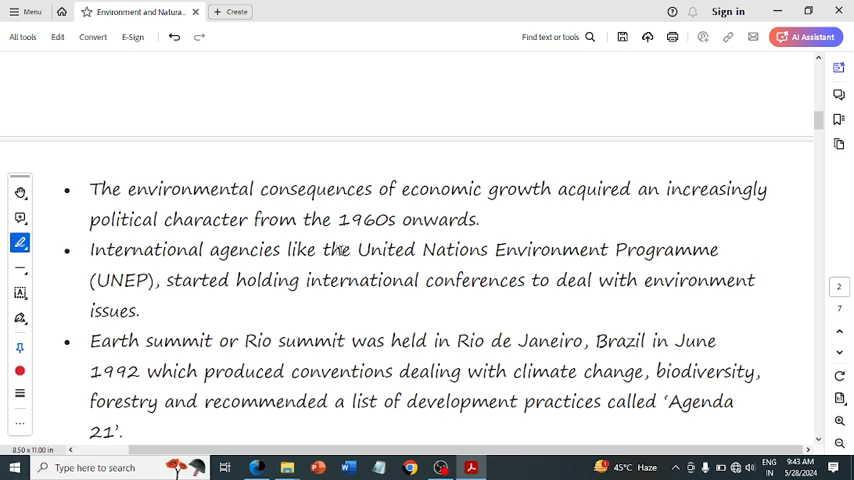 Menu
Environment and Natura...
Create
Sign in
All tools
Edit
Convert
E-Sign
Find text or tools
AI Assistant
• The environmental consequences of economic growth acquired an increasingly
political character from the 1960s onwards.
• International agencies like the United Nations Environment Programme
(UNEP), started holding international conferences to deal with environment
issues.
• Earth summit or Rio summit was held in Rio de Janeiro, Brazil in June
1992 which produced conventions dealing with climate change, biodiversity,
forestry and recommended a list of development practices called ‘Agenda
21’.
2
7
8.50 x 11.00 in
Type here to search
45°C Haze
ENG
IN
9:43 AM
5/28/2024